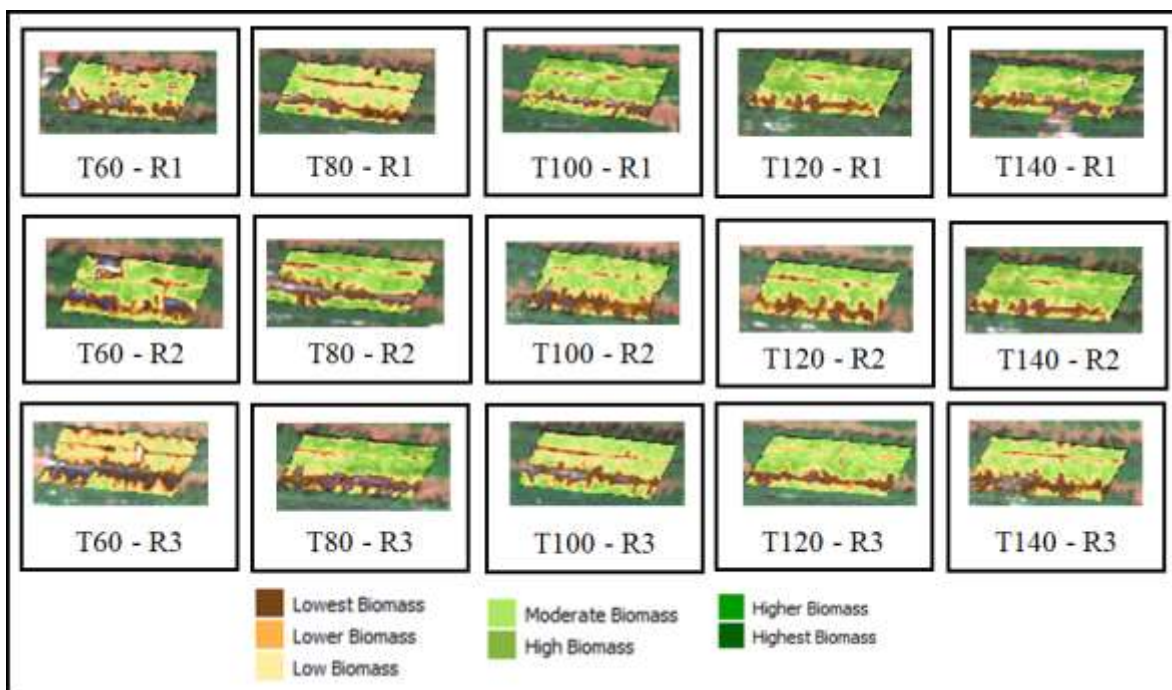 T60 - R1
T80 - R1
T100 - R1
T120 - R1
T140 - R1
T60 - R2
T80 - R2
T100 - R2
T120 - R2
T140 - R2
T60 - R3
T80 - R3
T100 - R3
T120 - R3
T140 - R3
Lowest Biomass
Lower Biomass
Low Biomass
Moderate Biomass
High Biomass
Higher Biomass
Highest Biomass